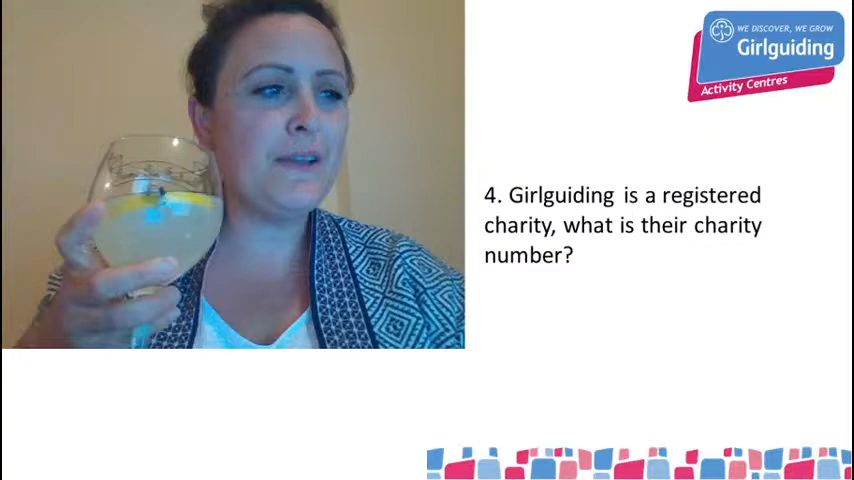 WE DISCOVER, WE GROW
Girlguiding
Activity Centres
4. Girlguiding is a registered
charity, what is their charity
number?